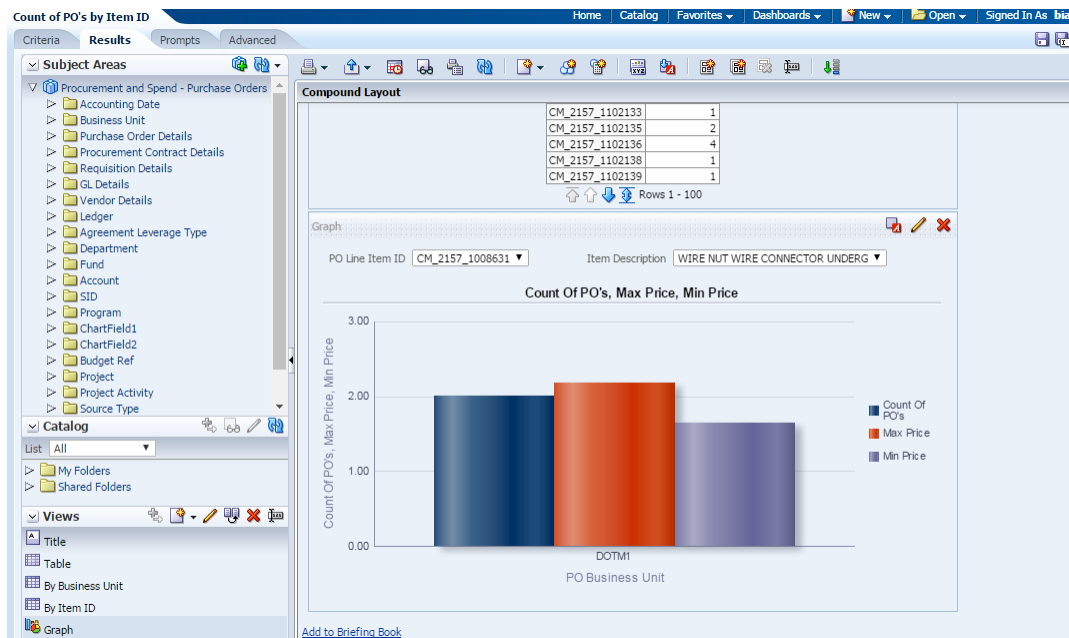 Count of PO's by Item ID
Home Catalog Favorites Dashboards New Open Signed In As bia
Criteria Results Prompts Advanced
Subject Areas
Procurement and Spend - Purchase Orders
Accounting Date
Business Unit
Purchase Order Details
Procurement Contract Details
Requisition Details
GL Details
Vendor Details
Ledger
Agreement Leverage Type
Department
Fund
Account
SID
Program
ChartField1
ChartField2
Budget Ref
Project
Project Activity
Source Type
Catalog
List All
My Folders
Shared Folders
Views
Title
Table
By Business Unit
By Item ID
Graph
Compound Layout
CM_2157_1102133 1
CM_2157_1102135 2
CM_2157_1102136 4
CM_2157_1102138 1
CM_2157_1102139 1
Rows 1 - 100
Graph
PO Line Item ID CM_2157_1008631 Item Description WIRE NUT WIRE CONNECTOR UNDERG
Count Of PO's, Max Price, Min Price
Count Of PO's, Max Price, Min Price
3.00
2.00
1.00
0.00
DOTM1
PO Business Unit
Count Of
PO's
Max Price
Min Price
Add to Briefing Book